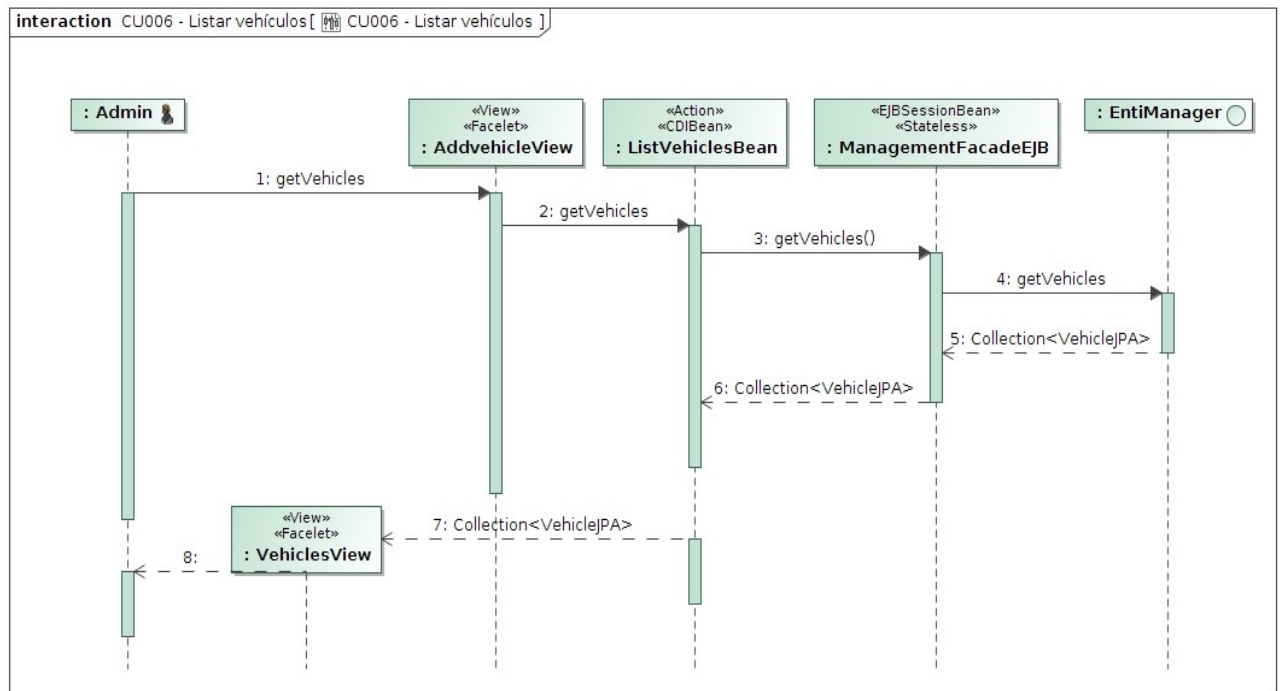 interaction CU006 - Listar vehículos [ CU006 - Listar vehículos ]
: Admin
«View»
«Facelet»
: AddvehicleView
«Action»
«CDIBean»
: ListVehiclesBean
«EJBSessionBean»
«Stateless»
: ManagementFacadeEJB
: EntiManager
1: getVehicles
2: getVehicles
3: getVehicles()
4: getVehicles
5: Collection<VehicleJPA>
6: Collection<VehicleJPA>
7: Collection<VehicleJPA>
«View»
«Facelet»
: VehiclesView
8: